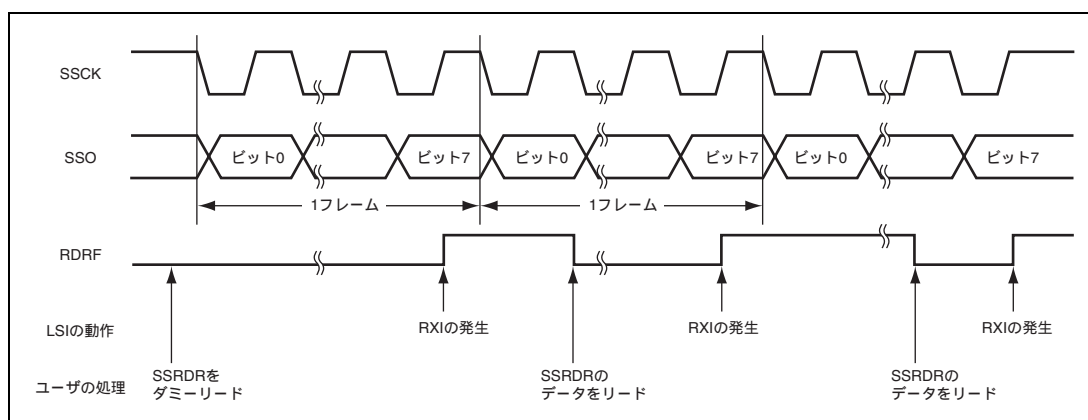 SSCK
SSO
ビット0
ビット7
ビット0
ビット7
ビット0
ビット7
1フレーム
1フレーム
RDRF
LSIの動作
RXIの発生
RXIの発生
RXIの発生
ユーザの処理
SSRDRを
ダミーリード
SSRDRの
データをリード
SSRDRの
データをリード